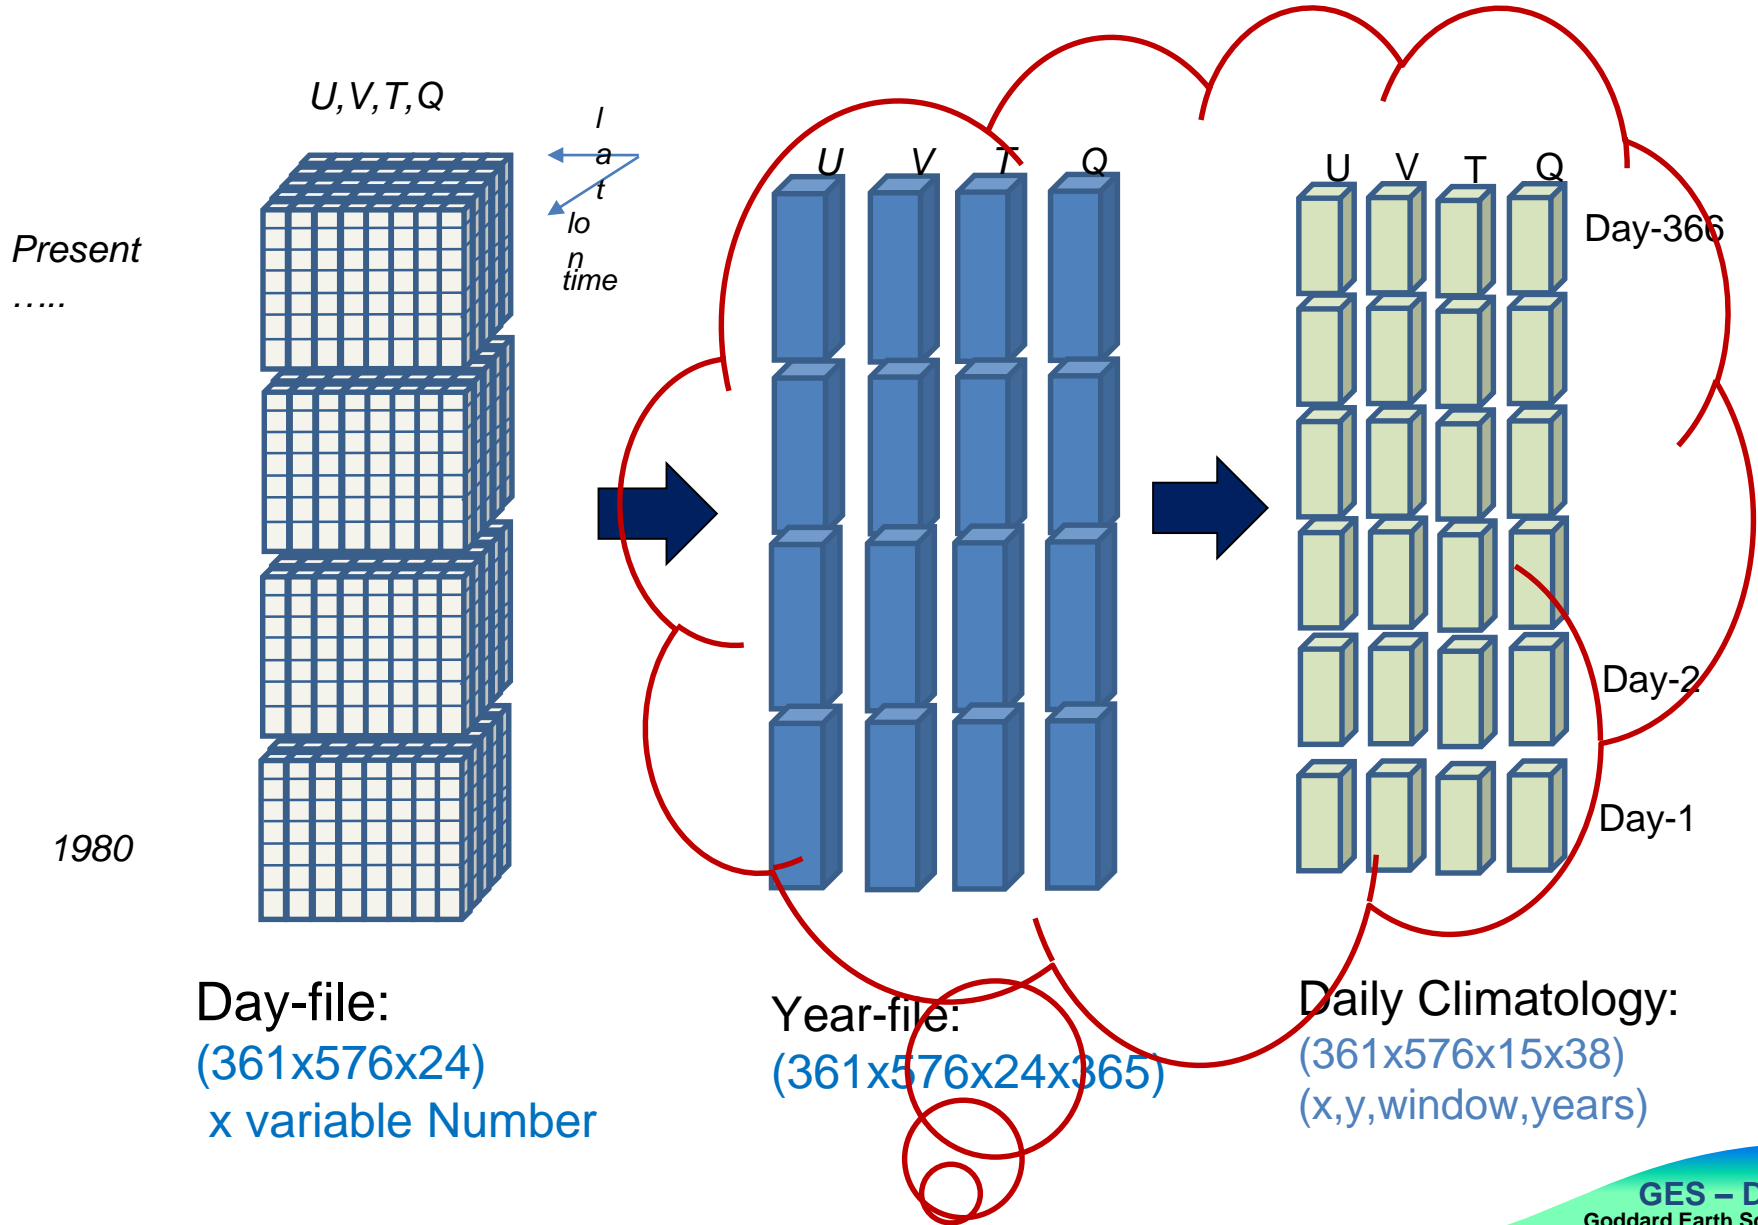 U,V,T,Q
l
a
t
lo
n
time
Present
.....
1980
U V T Q
U V T Q
Day-366
Day-2
Day-1
Day-file:
(361x576x24)
x variable Number
Year-file:
(361x576x24x365)
Daily Climatology:
(361x576x15x38)
(x,y,window,years)
GES – D
Goddard Earth Sc